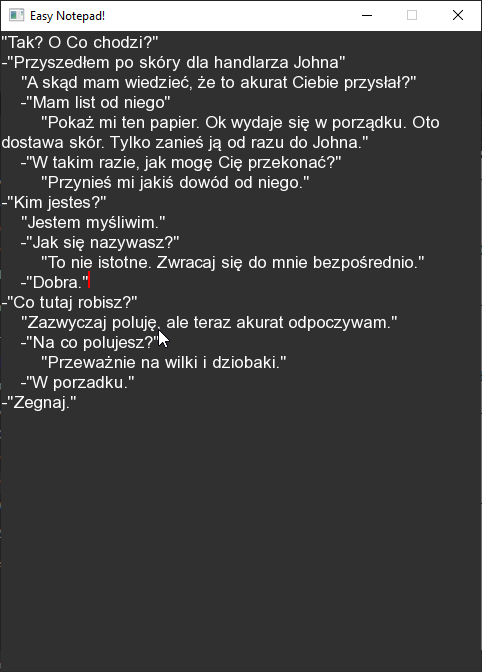 Easy Notepad!
"Tak? O Co chodzi?"
-"Przyszedłem po skóry dla handlarza Johna"
"A skąd mam wiedzieć, że to akurat Ciebie przysłał?"
-"Mam list od niego"
"Pokaż mi ten papier. Ok wydaje się w porządku. Oto
dostawa skór. Tylko zanieś ją od razu do Johna."
-"W takim razie, jak mogę Cię przekonać?"
"Przynieś mi jakiś dowód od niego."
-"Kim jestes?"
"Jestem myśliwim."
-"Jak się nazywasz?"
"To nie istotne. Zwracaj się do mnie bezpośrednio."
-"Dobra."
-"Co tutaj robisz?"
"Zazwyczaj poluję, ale teraz akurat odpoczywam."
-"Na co polujesz?"
"Przeważnie na wilki i dziobaki."
-"W porzadku."
-"Zegnaj."